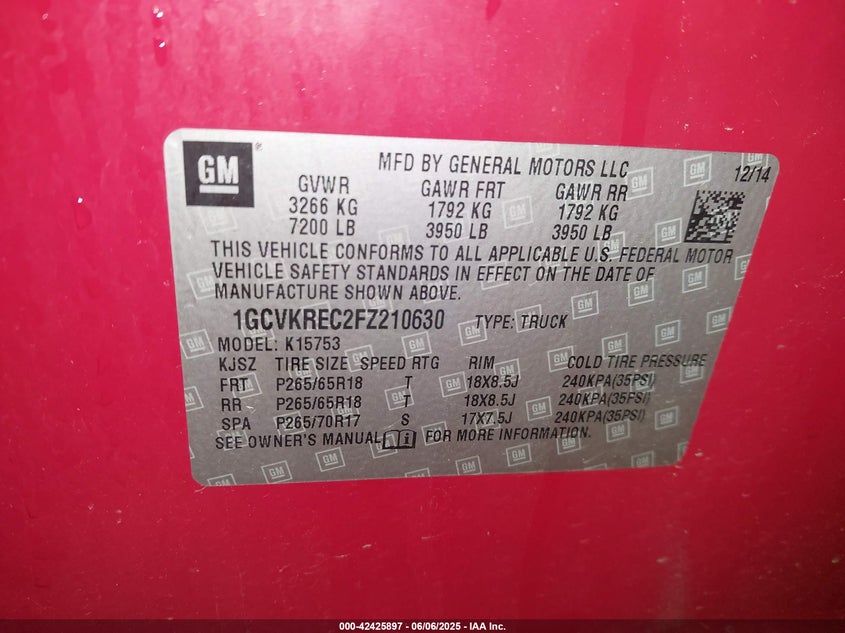 GM®
MFD BY GENERAL MOTORS LLC 12/14
GVWR GAWR FRT GAWR RR
3266 KG 1792 KG 1792 KG
7200 LB 3950 LB 3950 LB
THIS VEHICLE CONFORMS TO ALL APPLICABLE U.S. FEDERAL MOTOR
VEHICLE SAFETY STANDARDS IN EFFECT ON THE DATE OF
MANUFACTURE SHOWN ABOVE.
1GCVKREC2FZ210630 TYPE: TRUCK
MODEL: K15753
KJSZ TIRE SIZE SPEED RTG RIM COLD TIRE PRESSURE
FRT P265/65R18 T 18X8.5J 240KPA(35PSI)
RR P265/65R18 T 18X8.5J 240KPA(35PSI)
SPA P265/70R17 S 17X7.5J 240KPA(35PSI)
SEE OWNER'S MANUAL FOR MORE INFORMATION.
000-42425897 - 06/06/2025 - IAA Inc.